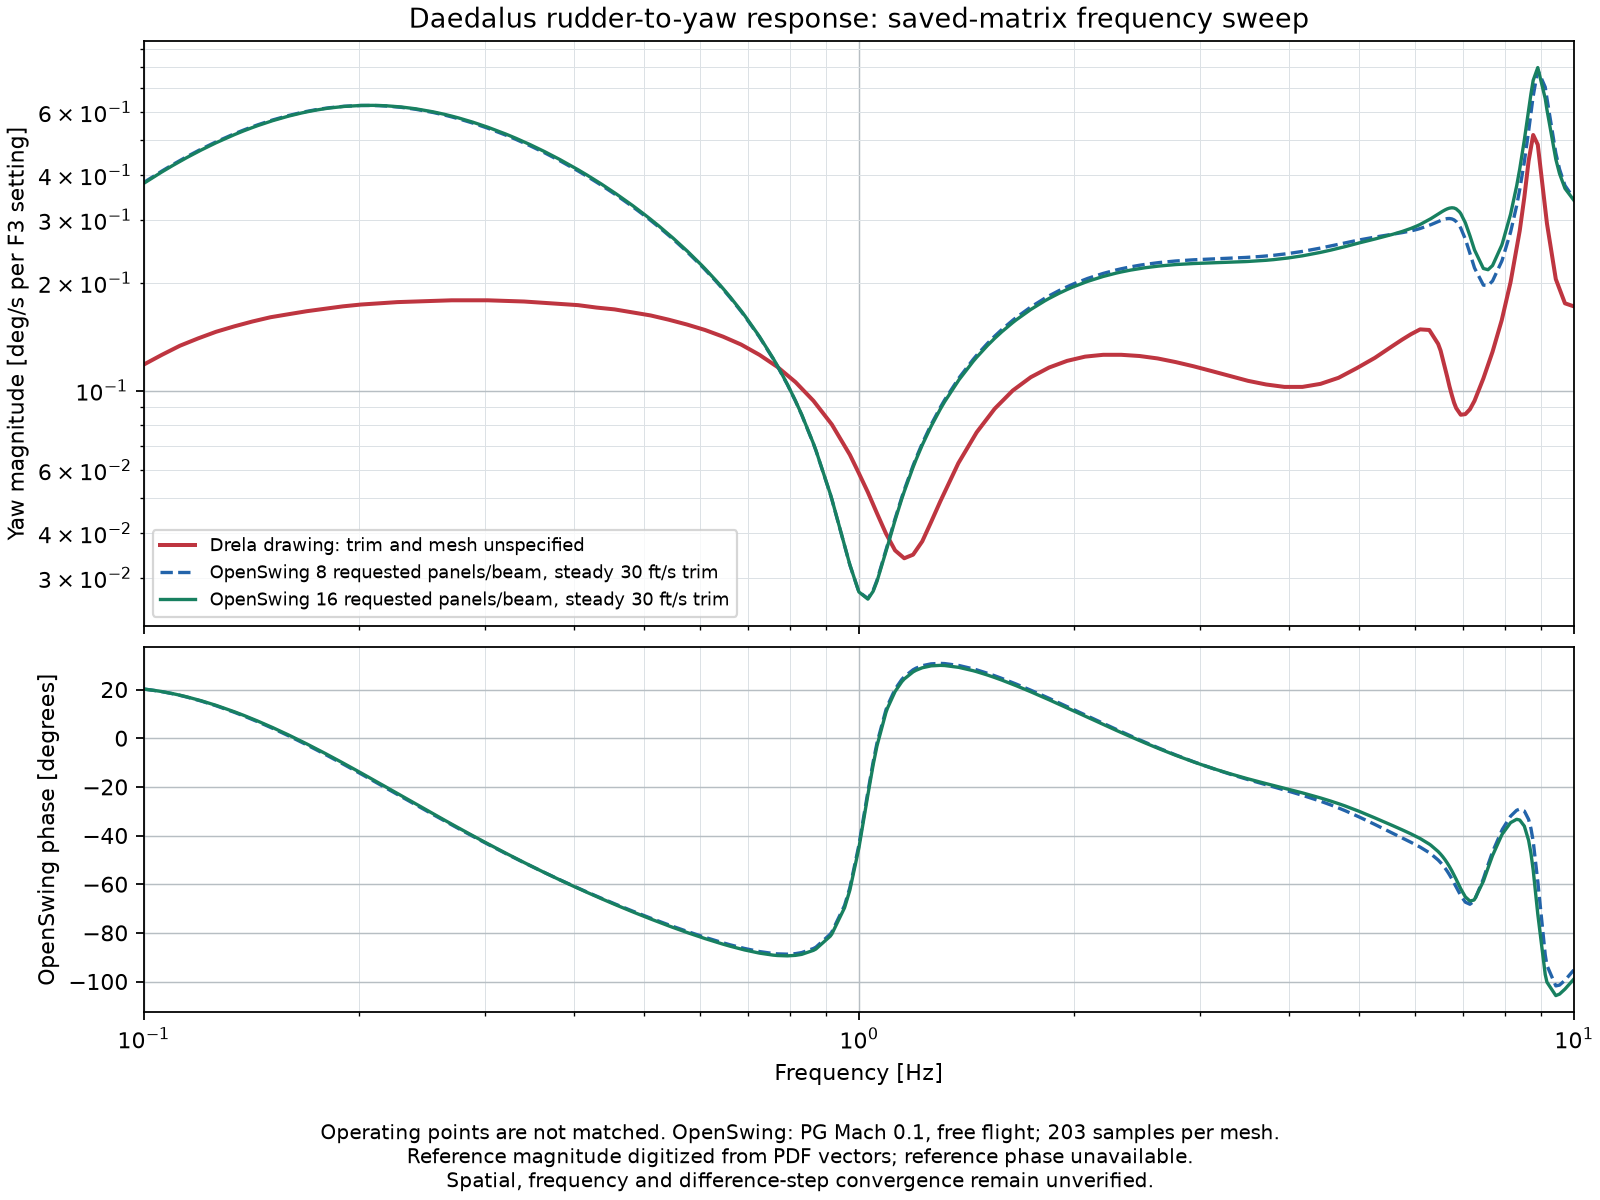 Daedalus rudder-to-yaw response: saved-matrix frequency sweep
Yaw magnitude [deg/s per F3 setting]
6 × 10⁻¹
4 × 10⁻¹
3 × 10⁻¹
2 × 10⁻¹
10⁻¹
6 × 10⁻²
4 × 10⁻²
3 × 10⁻²
Drela drawing: trim and mesh unspecified
OpenSwing 8 requested panels/beam, steady 30 ft/s trim
OpenSwing 16 requested panels/beam, steady 30 ft/s trim
OpenSwing phase [degrees]
20
0
−20
−40
−60
−80
−100
10⁻¹ 10⁰ 10¹
Frequency [Hz]
Operating points are not matched. OpenSwing: PG Mach 0.1, free flight; 203 samples per mesh.
Reference magnitude digitized from PDF vectors; reference phase unavailable.
Spatial, frequency and difference-step convergence remain unverified.